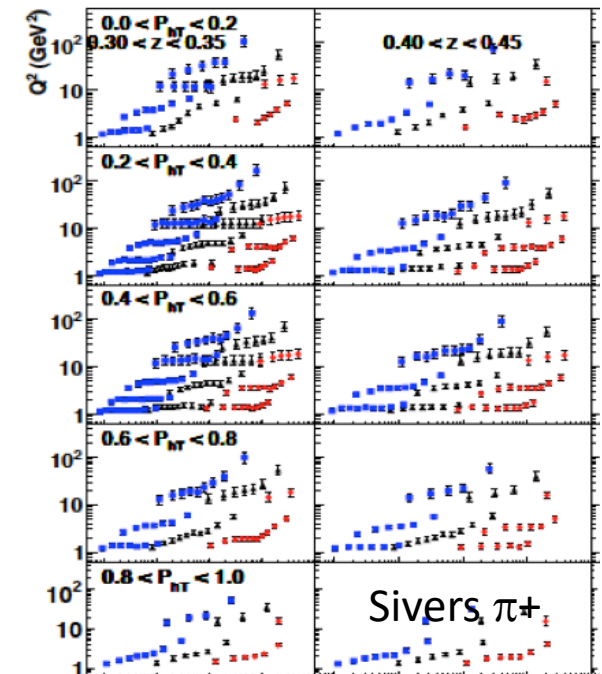 Q² (GeV²)
0.0 < P_hT < 0.2
0.30 < z < 0.35
0.40 < z < 0.45
10²
10
1
0.2 < P_hT < 0.4
10²
10
1
0.4 < P_hT < 0.6
10²
10
1
0.6 < P_hT < 0.8
10²
10
1
0.8 < P_hT < 1.0
Sivers π+
10²
10
1